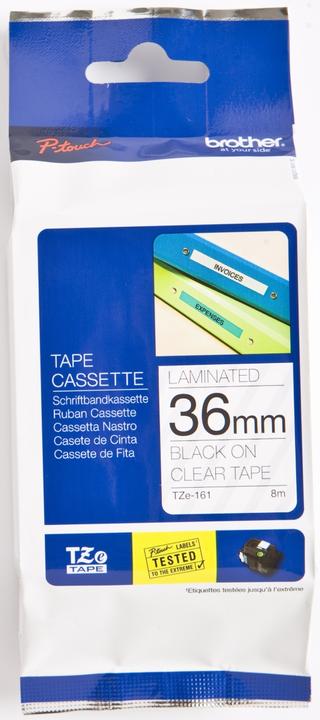 P-touch
brother
at your side
INVOICES
EXPENSES
TAPE
CASSETTE
Schriftbandkassette
Ruban Cassette
Cassetta Nastro
Casete de Cinta
Cassete de Fita
LAMINATED
36mm
BLACK ON
CLEAR TAPE
TZe-161 8m
TZe
TAPE
P-touch LABELS
TESTED
TO THE EXTREME
*Etiquettes testées jusqu'à l'extrême